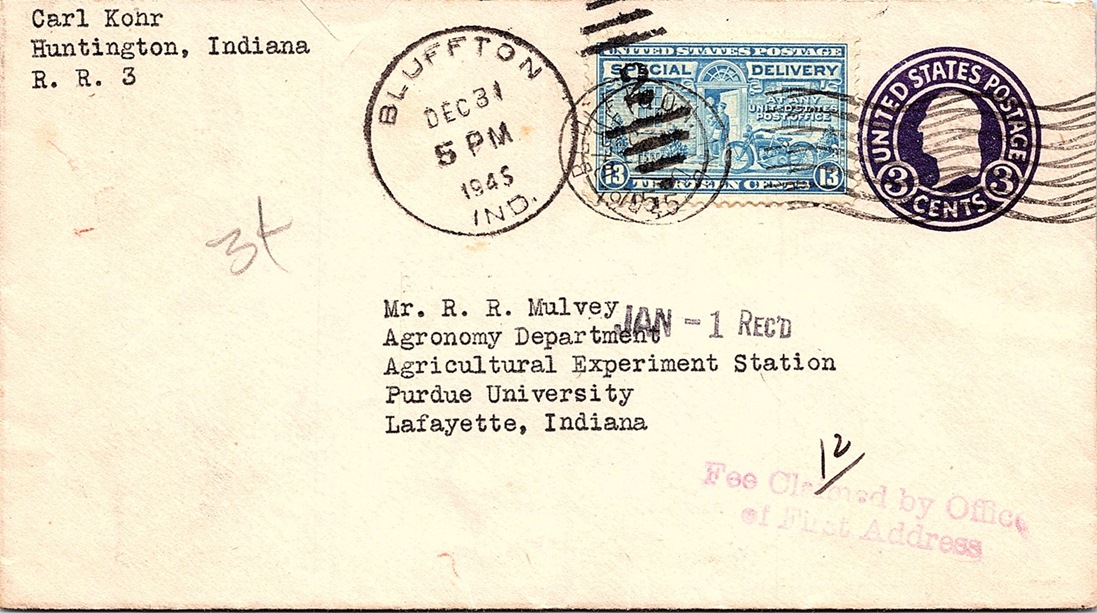 Carl Kohr
Huntington, Indiana
R. R. 3
BLUFFTON
DEC 31
5 PM
1945
IND.
UNITED STATES POSTAGE
SPECIAL DELIVERY
AT ANY
UNITED STATES
POST OFFICE
13 THIRTEEN CENTS 13
UNITED STATES POSTAGE
3 CENTS 3
Mr. R. R. Mulvey
JAN - 1 REC'D
Agronomy Department
Agricultural Experiment Station
Purdue University
Lafayette, Indiana
12
Fee Claimed by Office
of First Address